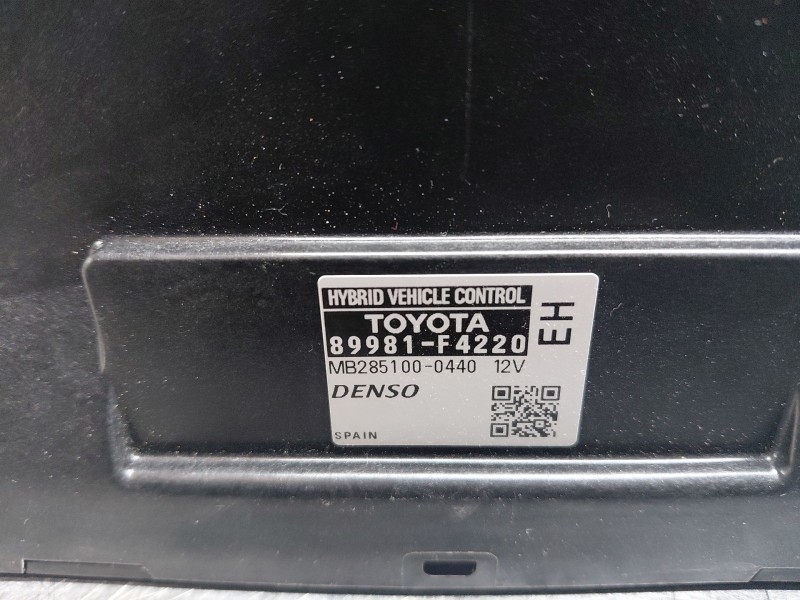 HYBRID VEHICLE CONTROL
TOYOTA
89981-F4220
MB285100-0440 12V
DENSO
SPAIN
EH